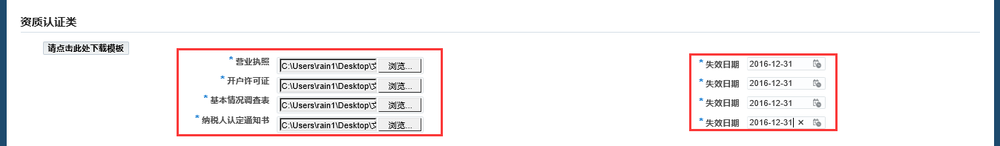 资质认证类
请点击此处下载模板
* 营业执照 C:\Users\rain1\Desktop\文 浏览... * 失效日期 2016-12-31
* 开户许可证 C:\Users\rain1\Desktop\文 浏览... * 失效日期 2016-12-31
* 基本情况调查表 C:\Users\rain1\Desktop\文 浏览... * 失效日期 2016-12-31
* 纳税人认定通知书 C:\Users\rain1\Desktop\文 浏览... * 失效日期 2016-12-31 ×